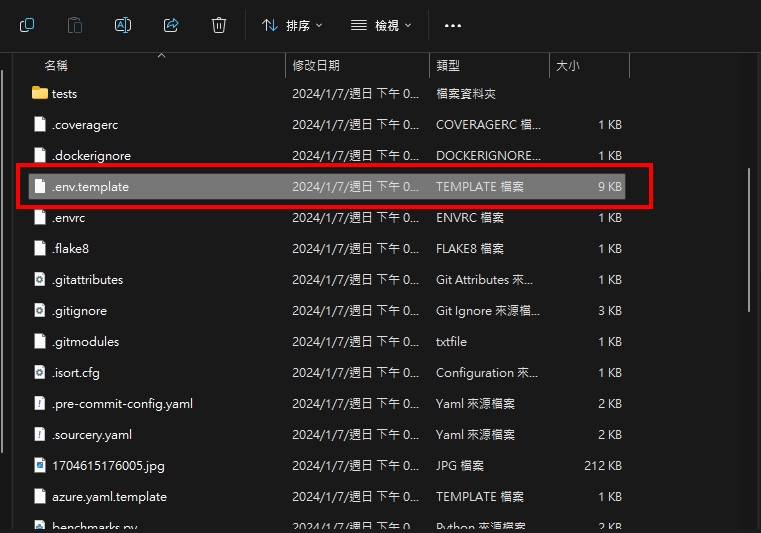 排序 檢視
名稱 修改日期 類型 大小
tests 2024/1/7/週日 下午 0... 檔案資料夾
.coveragerc 2024/1/7/週日 下午 0... COVERAGERC 檔... 1 KB
.dockerignore 2024/1/7/週日 下午 0... DOCKERIGNORE... 1 KB
.env.template 2024/1/7/週日 下午 0... TEMPLATE 檔案 9 KB
.envrc 2024/1/7/週日 下午 0... ENVRC 檔案 1 KB
.flake8 2024/1/7/週日 下午 0... FLAKE8 檔案 1 KB
.gitattributes 2024/1/7/週日 下午 0... Git Attributes 來... 1 KB
.gitignore 2024/1/7/週日 下午 0... Git Ignore 來源檔... 3 KB
.gitmodules 2024/1/7/週日 下午 0... txtfile 1 KB
.isort.cfg 2024/1/7/週日 下午 0... Configuration 來... 1 KB
.pre-commit-config.yaml 2024/1/7/週日 下午 0... Yaml 來源檔案 2 KB
.sourcery.yaml 2024/1/7/週日 下午 0... Yaml 來源檔案 2 KB
1704615176005.jpg 2024/1/7/週日 下午 0... JPG 檔案 212 KB
azure.yaml.template 2024/1/7/週日 下午 0... TEMPLATE 檔案 1 KB
benchmarks.py 2024/1/7/週日 下午 0... Python 來源檔案 2 KB